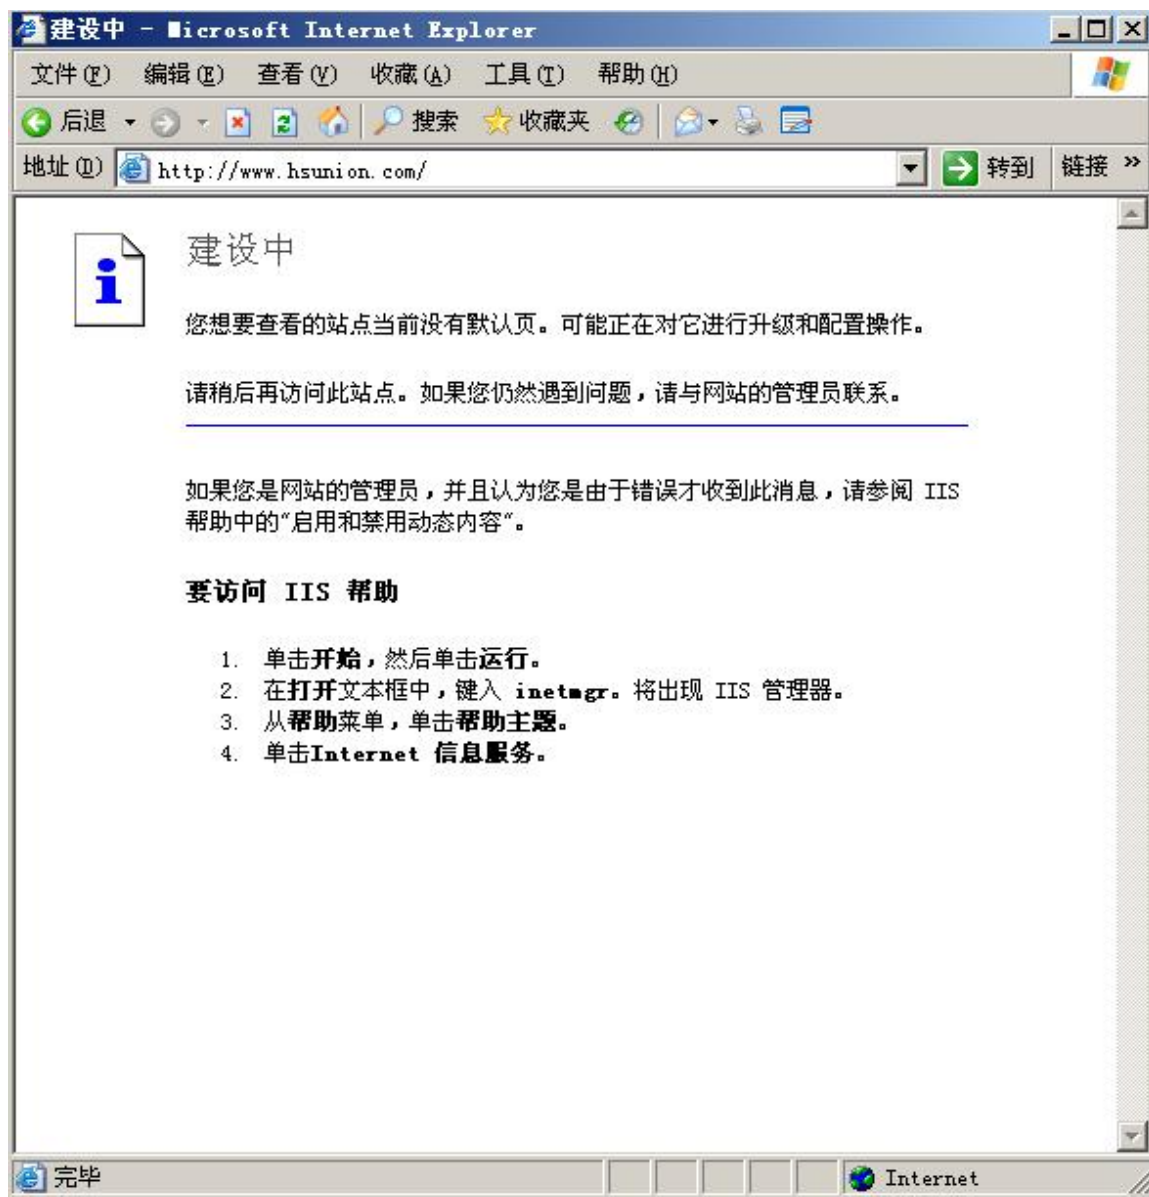 建设中 - Microsoft Internet Explorer
文件(F) 编辑(E) 查看(V) 收藏(A) 工具(T) 帮助(H)
后退 搜索 收藏夹
地址(D) http://www.hsunion.com/ 转到 链接 »
建设中
您想要查看的站点当前没有默认页。可能正在对它进行升级和配置操作。
请稍后再访问此站点。如果您仍然遇到问题，请与网站的管理员联系。
如果您是网站的管理员，并且认为您是由于错误才收到此消息，请参阅 IIS
帮助中的“启用和禁用动态内容”。
要访问 IIS 帮助
1. 单击开始，然后单击运行。
2. 在打开文本框中，键入 inetmgr。将出现 IIS 管理器。
3. 从帮助菜单，单击帮助主题。
4. 单击Internet 信息服务。
完毕 Internet